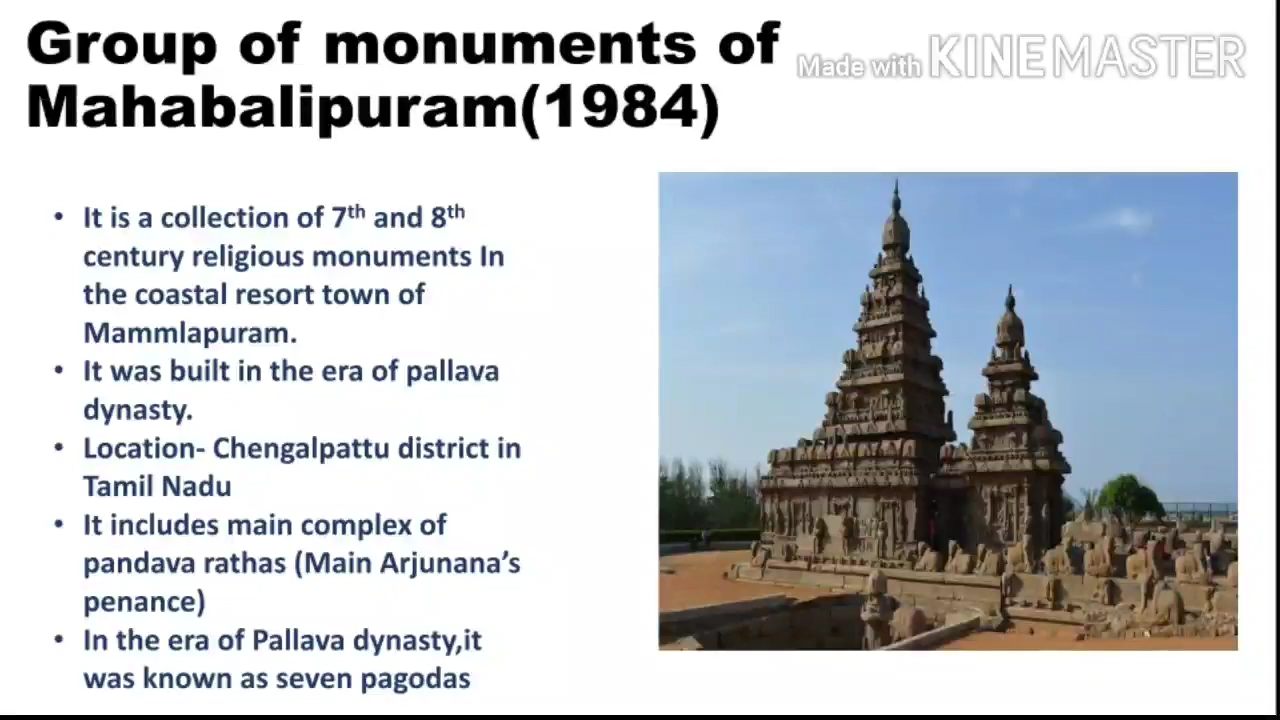 Group of monuments of
Mahabalipuram(1984)
Made with KINEMASTER
• It is a collection of 7th and 8th
century religious monuments In
the coastal resort town of
Mammlapuram.
• It was built in the era of pallava
dynasty.
• Location- Chengalpattu district in
Tamil Nadu
• It includes main complex of
pandava rathas (Main Arjunana’s
penance)
• In the era of Pallava dynasty,it
was known as seven pagodas